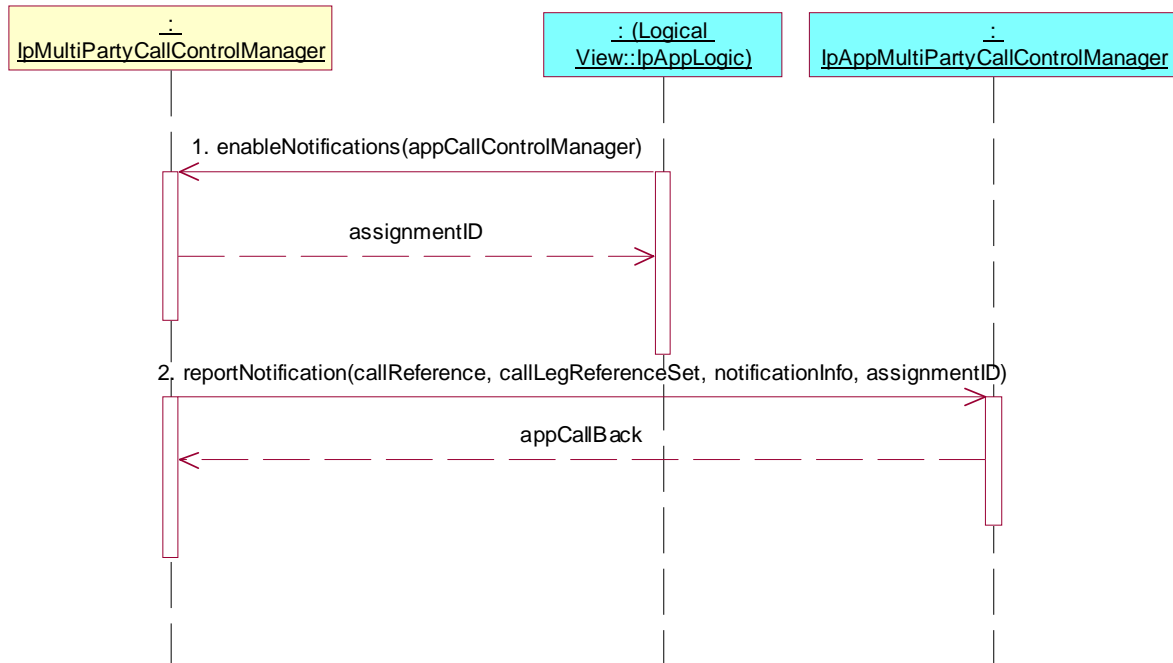 :
IpMultiPartyCallControlManager
: (Logical
View::IpAppLogic)
:
IpAppMultiPartyCallControlManager
1. enableNotifications(appCallControlManager)
assignmentID
2. reportNotification(callReference, callLegReferenceSet, notificationInfo, assignmentID)
appCallBack